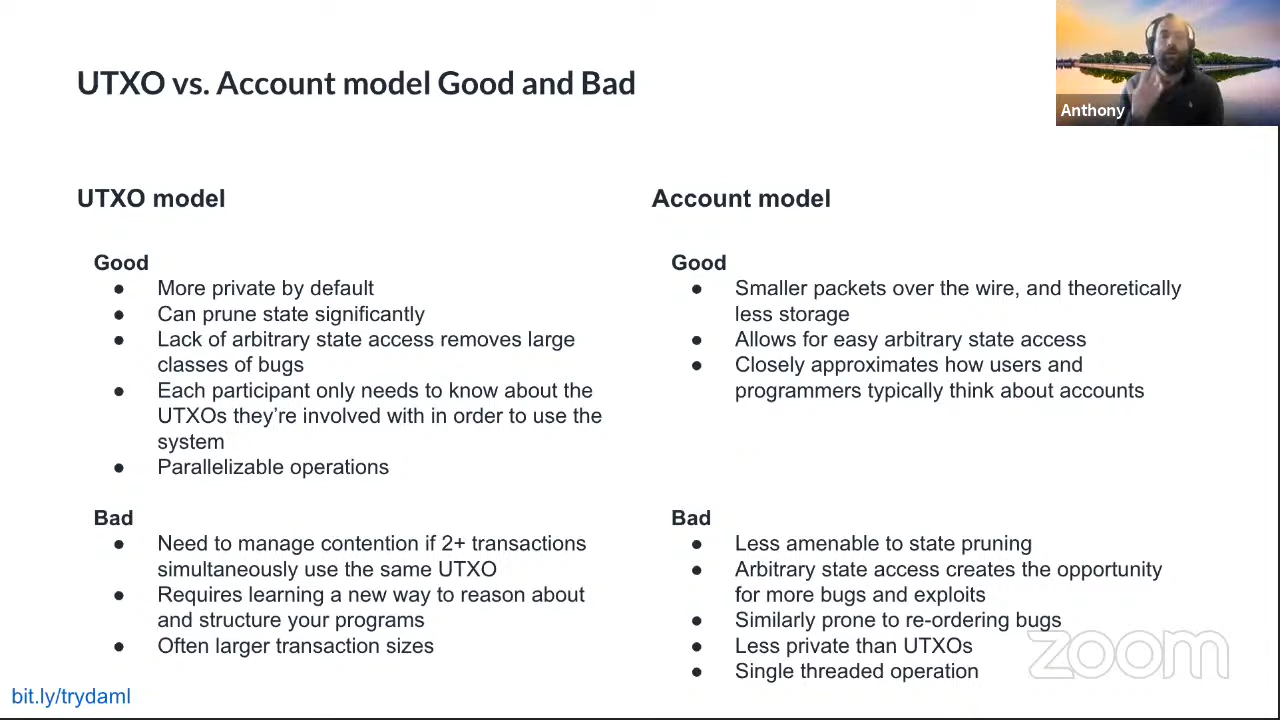 UTXO vs. Account model Good and Bad
Anthony
UTXO model
Good
● More private by default
● Can prune state significantly
● Lack of arbitrary state access removes large
classes of bugs
● Each participant only needs to know about the
UTXOs they're involved with in order to use the
system
● Parallelizable operations
Bad
● Need to manage contention if 2+ transactions
simultaneously use the same UTXO
● Requires learning a new way to reason about
and structure your programs
● Often larger transaction sizes
Account model
Good
● Smaller packets over the wire, and theoretically
less storage
● Allows for easy arbitrary state access
● Closely approximates how users and
programmers typically think about accounts
Bad
● Less amenable to state pruning
● Arbitrary state access creates the opportunity
for more bugs and exploits
● Similarly prone to re-ordering bugs
● Less private than UTXOs
● Single threaded operation
zoom
bit.ly/trydaml